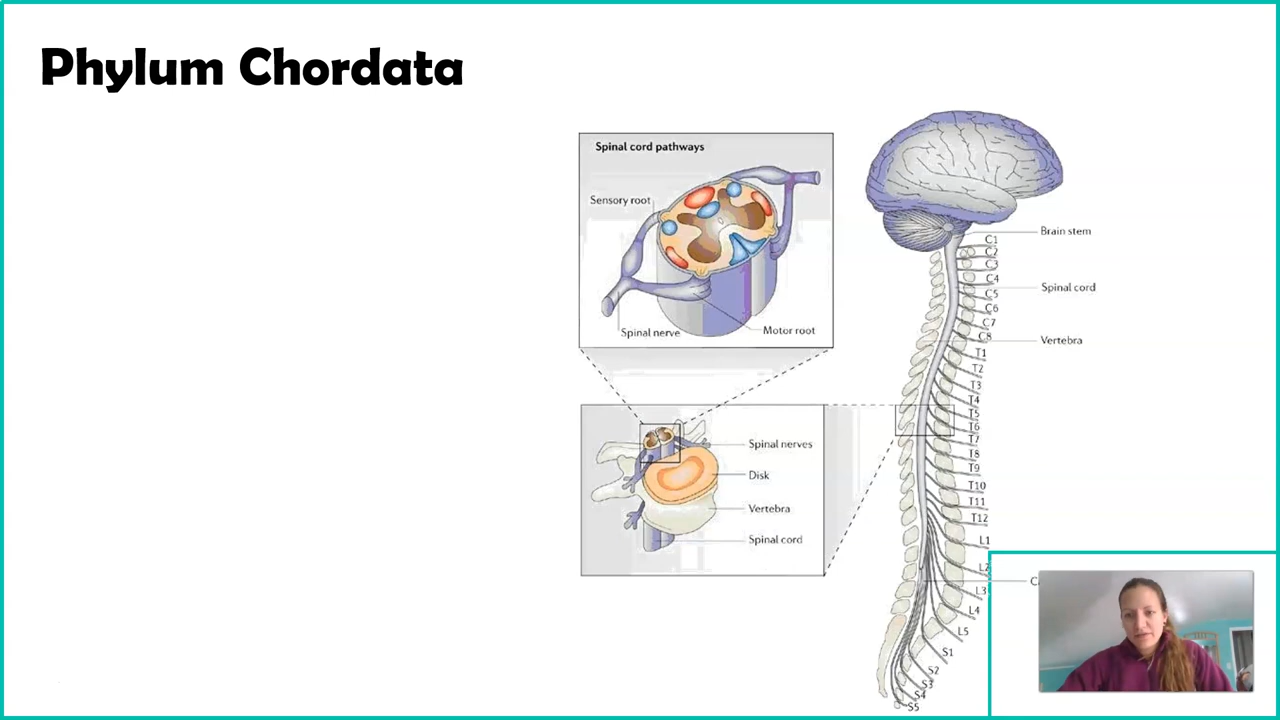 Phylum Chordata
Spinal cord pathways
Sensory root
Spinal nerve
Motor root
Spinal nerves
Disk
Vertebra
Spinal cord
Brain stem
Spinal cord
Vertebra
C1
C2
C3
C4
C5
C6
C7
C8
T1
T2
T3
T4
T5
T6
T7
T8
T9
T10
T11
T12
L1
L2
L3
L4
L5
S1
S2
S3
S4
S5